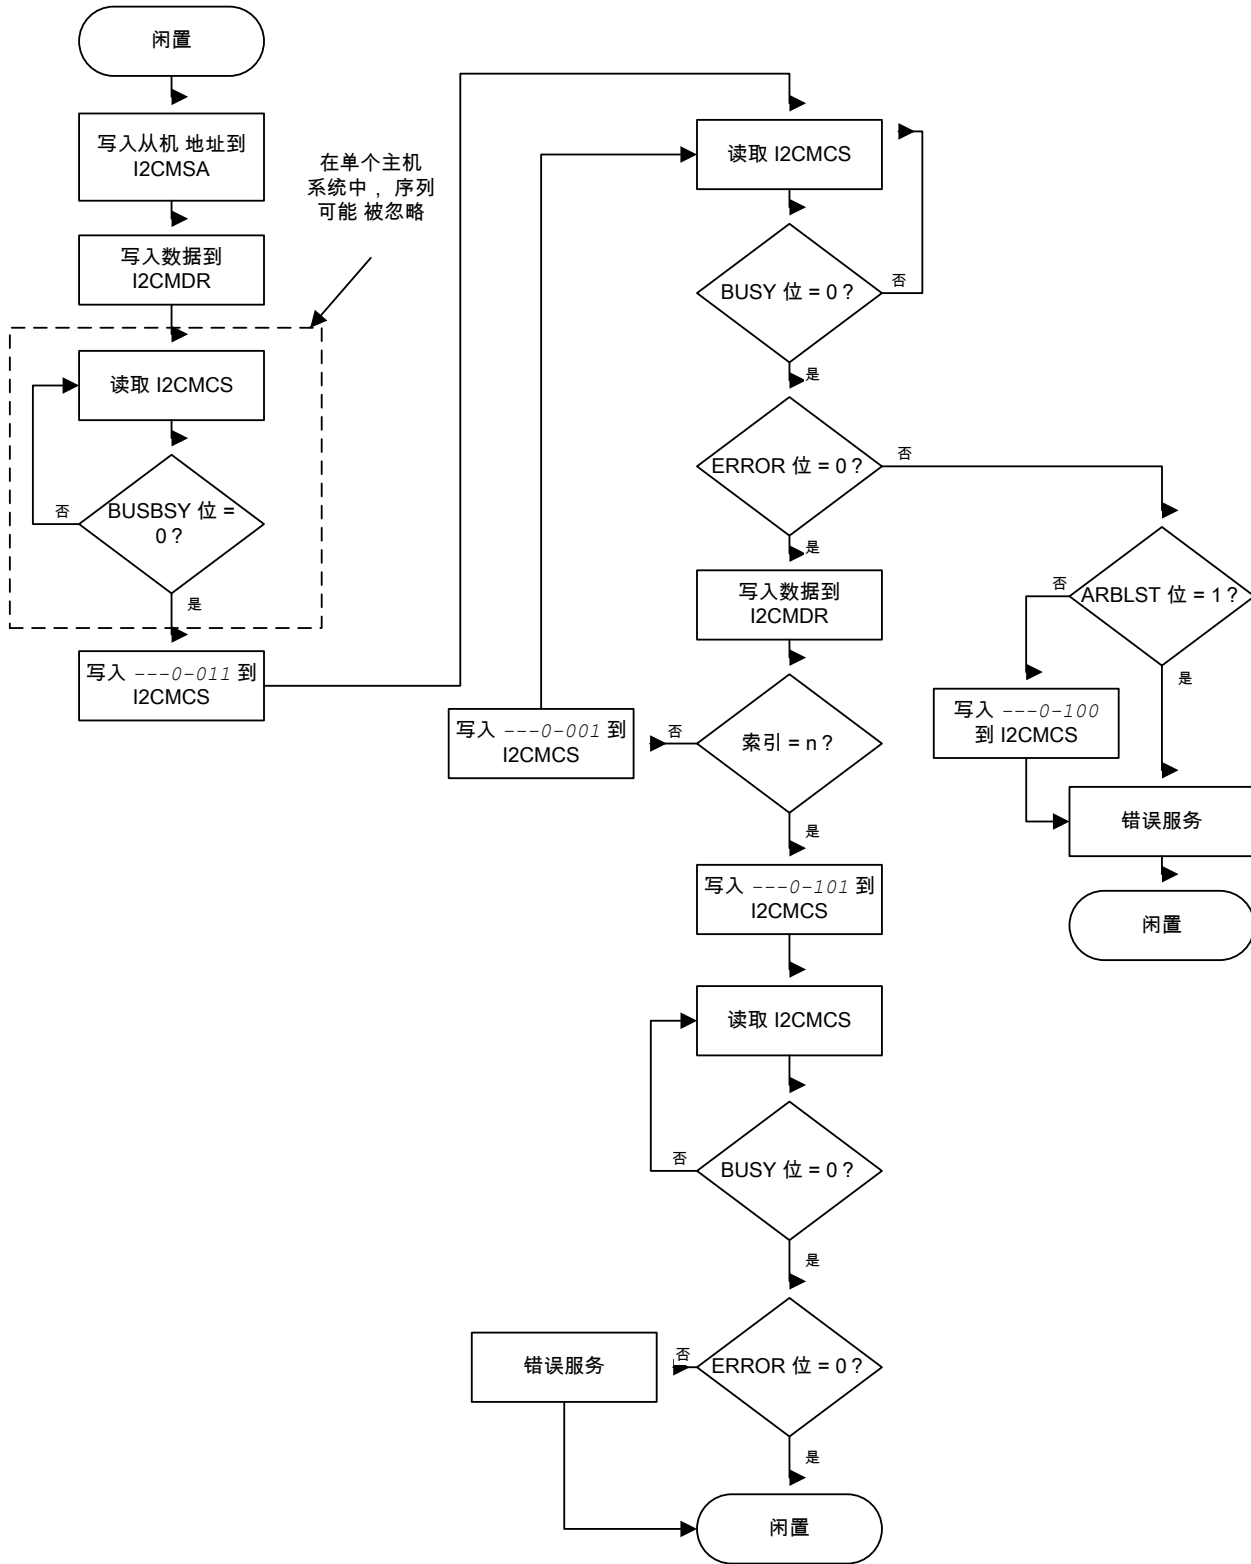 闲置
写入从机 地址到
I2CMSA
写入数据到
I2CMDR
在单个主机
系统中，序列
可能 被忽略
读取 I2CMCS
BUSBSY 位 =
0？
否
是
写入 ---0-011 到
I2CMCS
读取 I2CMCS
BUSY 位 = 0？
否
是
ERROR 位 = 0？
否
是
写入数据到
I2CMDR
ARBLST 位 = 1？
否
是
写入 ---0-100
到 I2CMCS
错误服务
闲置
索引 = n？
否
写入 ---0-001 到
I2CMCS
是
写入 ---0-101 到
I2CMCS
读取 I2CMCS
BUSY 位 = 0？
否
是
ERROR 位 = 0？
否
错误服务
是
闲置